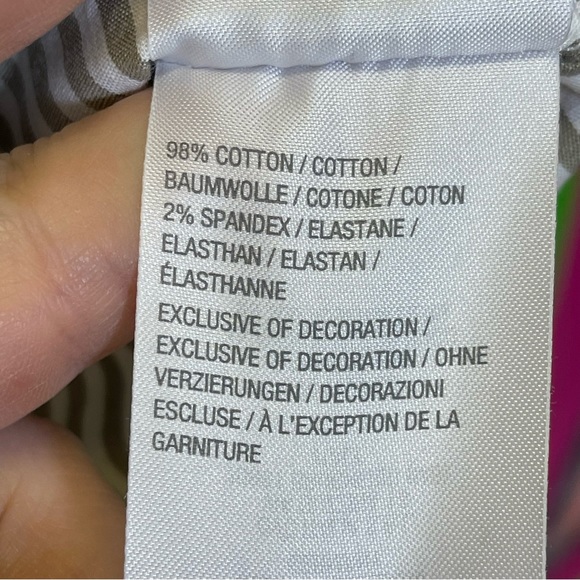 98% COTTON / COTTON /
BAUMWOLLE / COTONE / COTON
2% SPANDEX / ELASTANE /
ELASTHAN / ELASTAN /
ÉLASTHANNE
EXCLUSIVE OF DECORATION /
EXCLUSIVE OF DECORATION / OHNE
VERZIERUNGEN / DECORAZIONI
ESCLUSE / À L'EXCEPTION DE LA
GARNITURE